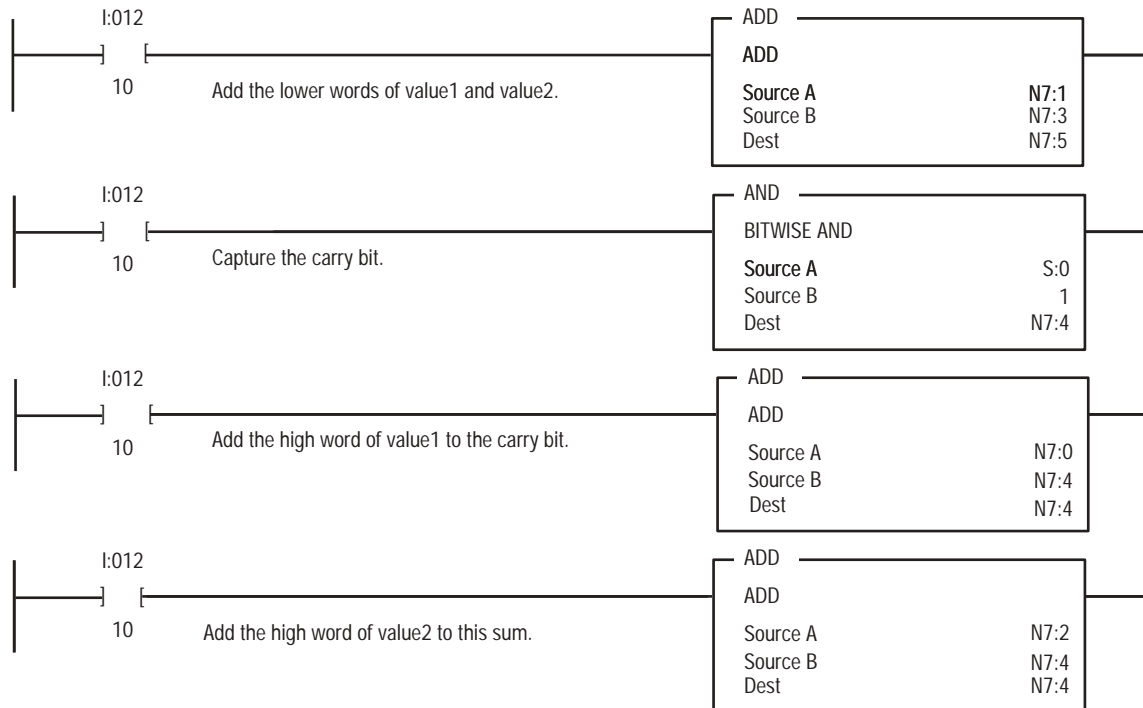 I:012
ADD
ADD
10
Add the lower words of value1 and value2.
Source A N7:1
Source B N7:3
Dest N7:5
I:012
AND
BITWISE AND
10
Capture the carry bit.
Source A S:0
Source B 1
Dest N7:4
I:012
ADD
ADD
10
Add the high word of value1 to the carry bit.
Source A N7:0
Source B N7:4
Dest N7:4
I:012
ADD
ADD
10
Add the high word of value2 to this sum.
Source A N7:2
Source B N7:4
Dest N7:4